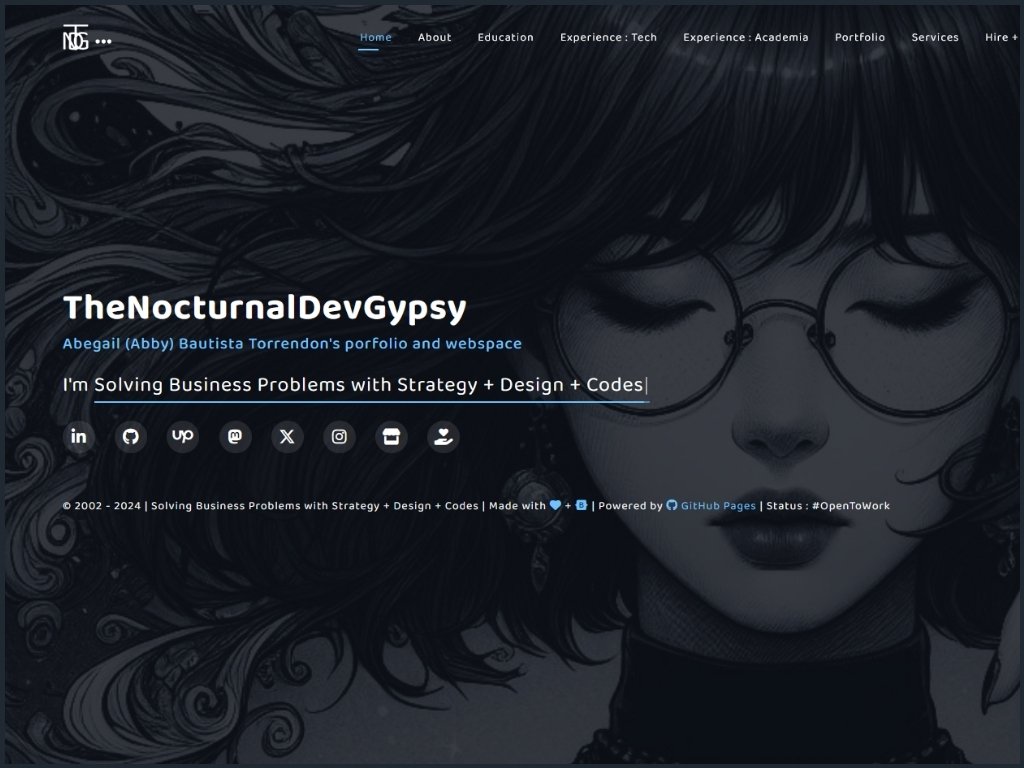 Home About Education Experience : Tech Experience : Academia Portfolio Services Hire +
TheNocturnalDevGypsy
Abegail (Abby) Bautista Torrendon's porfolio and webspace
I'm Solving Business Problems with Strategy + Design + Codes|
in up X
© 2002 - 2024 | Solving Business Problems with Strategy + Design + Codes | Made with + B | Powered by GitHub Pages | Status : #OpenToWork